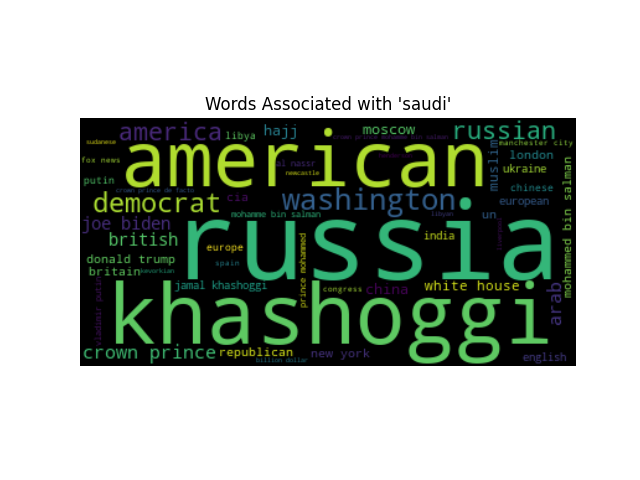 Words Associated with 'saudi'
america
libya
hajj
moscow
russian
sudanese
american
manchester city
fox news
al nassr
muslim
london
ukraine
putin
newcastle
chinese
crown prince de facto
cia
washington
european
mohammed bin salman
democrat
mohamme bin salman
libyan
un
joe biden
russia
british
europe
india
donald trump
spain
prince mohammed
britain
kevorkian
jamal khashoggi
congress
china
white house
arab
vladimir putin
khashoggi
crown prince
republican
new york
english
billion dollar